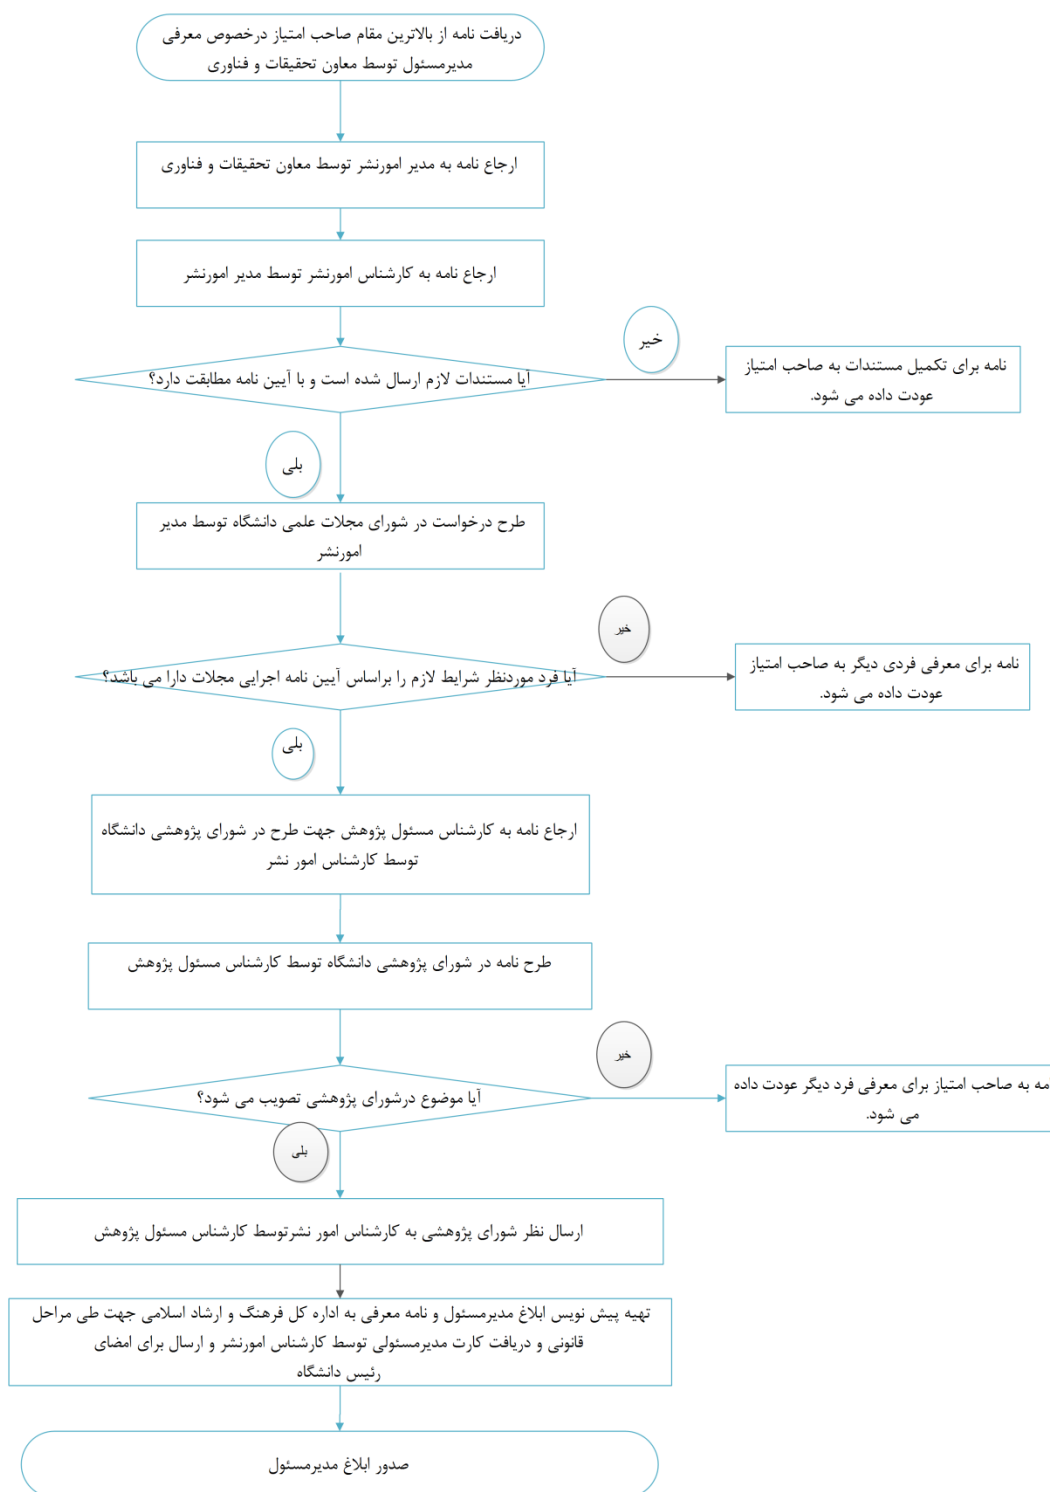 دریافت نامه از بالاترین مقام صاحب امتیاز درخصوص معرفی
مدیرمسئول توسط معاون تحقیقات و فناوری
ارجاع نامه به مدیر امورنشر توسط معاون تحقیقات و فناوری
ارجاع نامه به کارشناس امورنشر توسط مدیر امورنشر
خیر
آیا مستندات لازم ارسال شده است و با آیین نامه مطابقت دارد؟
نامه برای تکمیل مستندات به صاحب امتیاز
عودت داده می شود.
بلی
طرح درخواست در شورای مجلات علمی دانشگاه توسط مدیر
امورنشر
خیر
آیا فرد موردنظر شرایط لازم را براساس آیین نامه اجرایی مجلات دارا می باشد؟
نامه برای معرفی فردی دیگر به صاحب امتیاز
عودت داده می شود.
بلی
ارجاع نامه به کارشناس مسئول پژوهش جهت طرح در شورای پژوهشی دانشگاه
توسط کارشناس امور نشر
طرح نامه در شورای پژوهشی دانشگاه توسط کارشناس مسئول پژوهش
خیر
آیا موضوع درشورای پژوهشی تصویب می شود؟
مه به صاحب امتیاز برای معرفی فرد دیگر عودت داده
می شود.
بلی
ارسال نظر شورای پژوهشی به کارشناس امور نشرتوسط کارشناس مسئول پژوهش
تهیه پیش نویس ابلاغ مدیرمسئول و نامه معرفی به اداره کل فرهنگ و ارشاد اسلامی جهت طی مراحل
قانونی و دریافت کارت مدیرمسئولی توسط کارشناس امورنشر و ارسال برای امضای
رئیس دانشگاه
صدور ابلاغ مدیرمسئول